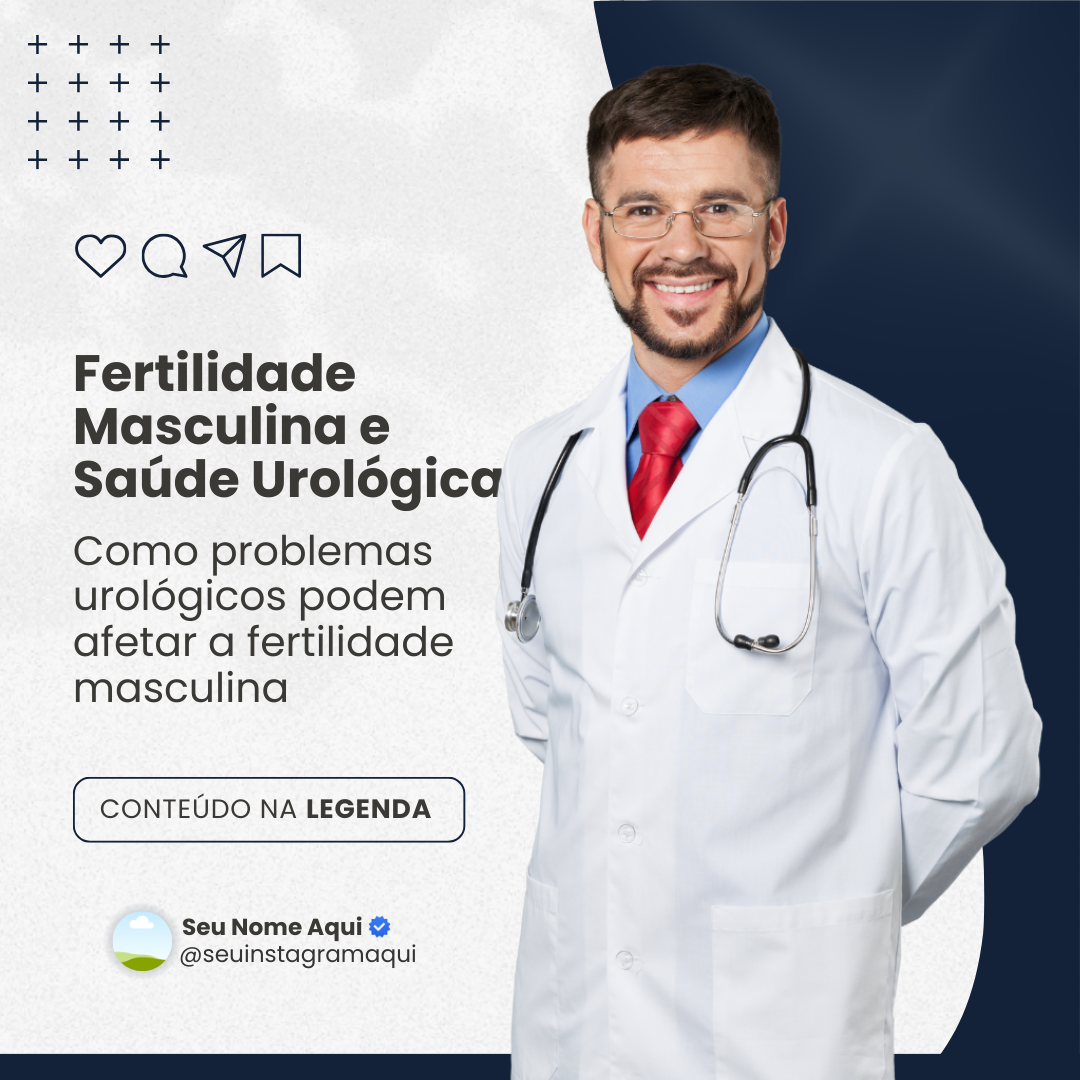 Fertilidade
Masculina e
Saúde Urológica
Como problemas
urológicos podem
afetar a fertilidade
masculina
CONTEÚDO NA LEGENDA
Seu Nome Aqui
@seuinstagramaqui